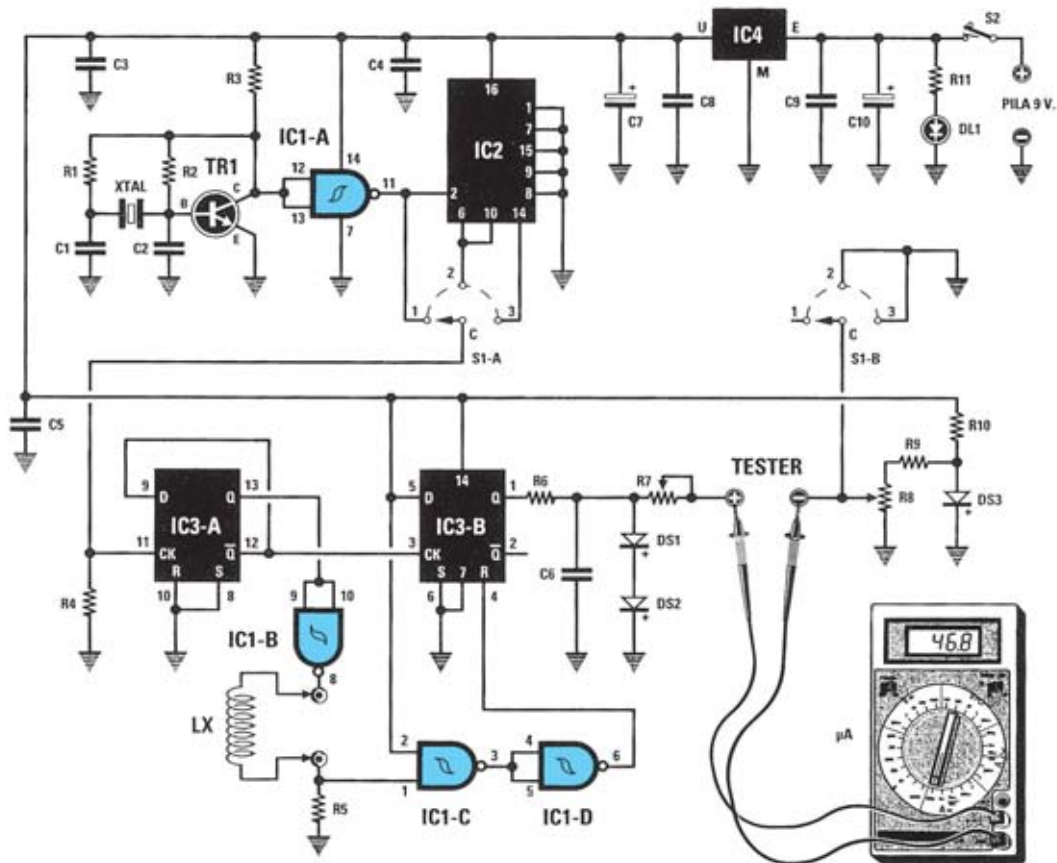 U IC4 E S2
M
C3 R3 C4 16
IC2
1
7
15
9
8
2
6 10 14
C7 + C8 C9 C10 + R11
DL1
PILA 9 V.
+
-
IC1-A
14
12
13
11
7
R1 XTAL R2 TR1
B C E
C1 C2
2
1 3
C
S1-A
2
1 3
C
S1-B
C5
R10
R9
R8
DS3
+
TESTER
+ -
9 D Q 13
IC3-A
11 CK Q 12
R S
10 8
R4
14
5 D Q 1
IC3-B
3 CK Q 2
S 7 R
6 4
R6 R7
C6
DS1
+
DS2
+
9 10
IC1-B
8
LX
R5
2
1
3
IC1-C
4
5
6
IC1-D
46.8
µA